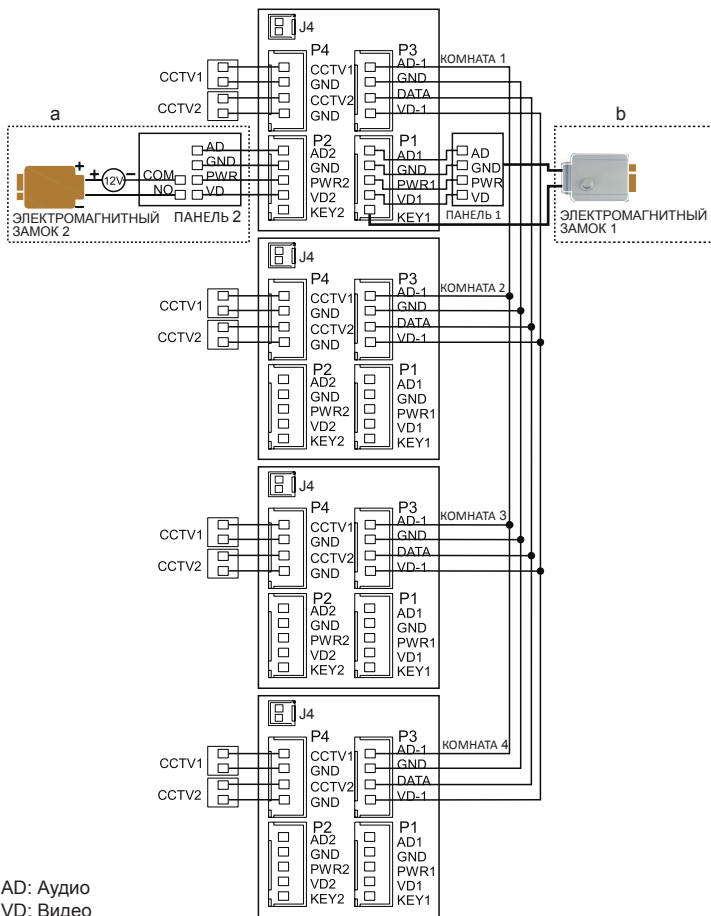 J4
P4
P3
КОМНАТА 1
CCTV1
CCTV2
CCTV1
GND
CCTV2
GND
AD-1
GND
DATA
VD-1
a
b
P2
P1
AD
GND
PWR
VD
COM
NO
+
+
12V
−
−
AD2
GND
PWR2
VD2
KEY2
AD1
GND
PWR1
VD1
KEY1
AD
GND
PWR
VD
ЭЛЕКТРОМАГНИТНЫЙ
ЗАМОК 2
ПАНЕЛЬ 2
ПАНЕЛЬ 1
ЭЛЕКТРОМАГНИТНЫЙ
ЗАМОК 1
J4
P4
P3
КОМНАТА 2
CCTV1
CCTV2
CCTV1
GND
CCTV2
GND
AD-1
GND
DATA
VD-1
P2
AD2
GND
PWR2
VD2
KEY2
P1
AD1
GND
PWR1
VD1
KEY1
J4
P4
P3
КОМНАТА 3
CCTV1
CCTV2
CCTV1
GND
CCTV2
GND
AD-1
GND
DATA
VD-1
P2
AD2
GND
PWR2
VD2
KEY2
P1
AD1
GND
PWR1
VD1
KEY1
J4
P4
P3
КОМНАТА 4
CCTV1
CCTV2
CCTV1
GND
CCTV2
GND
AD-1
GND
DATA
VD-1
P2
AD2
GND
PWR2
VD2
KEY2
P1
AD1
GND
PWR1
VD1
KEY1
AD: Аудио
VD: Видео